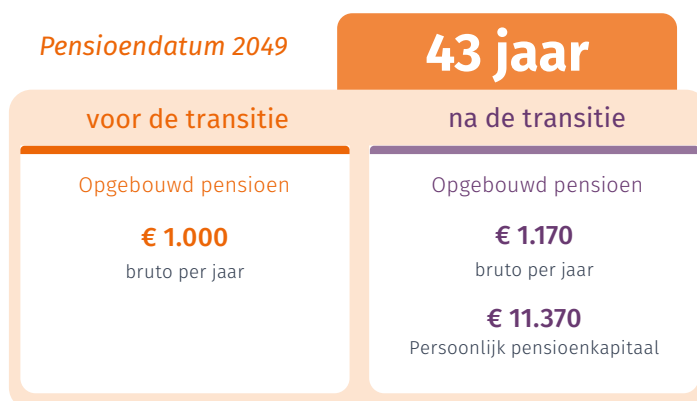 Pensioendatum 2049
43 jaar
voor de transitie
Opgebouwd pensioen
€ 1.000
bruto per jaar
na de transitie
Opgebouwd pensioen
€ 1.170
bruto per jaar
€ 11.370
Persoonlijk pensioenkapitaal